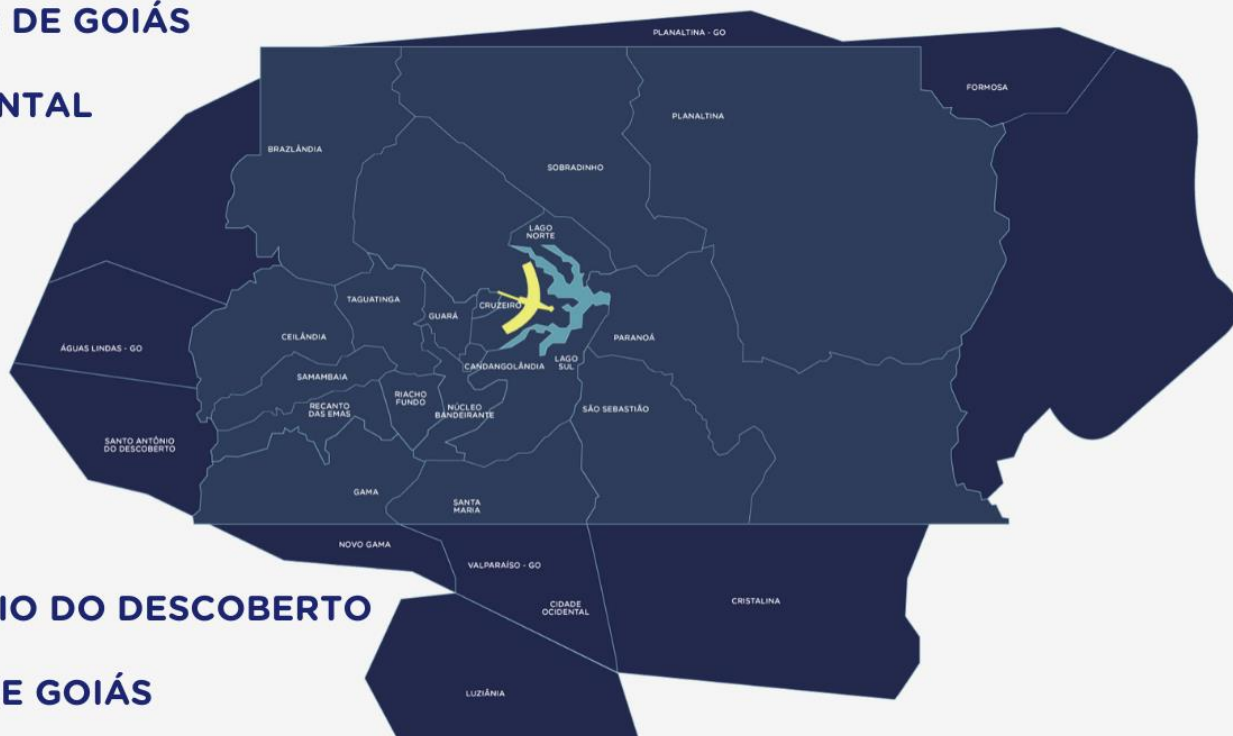 DE GOIÁS
NTAL
PLANALTINA - GO
FORMOSA
PLANALTINA
BRAZLÂNDIA
SOBRADINHO
LAGO
NORTE
TAGUATINGA
CRUZEIRO
GUARÁ
CEILÂNDIA
PARANOÁ
ÁGUAS LINDAS - GO
CANDANGOLÂNDIA
LAGO
SUL
SAMAMBAIA
RIACHO
FUNDO
RECANTO
DAS EMAS
NÚCLEO
BANDEIRANTE
SÃO SEBASTIÃO
SANTO ANTÔNIO
DO DESCOBERTO
GAMA
SANTA
MARIA
NOVO GAMA
VALPARAÍSO - GO
CIDADE
OCIDENTAL
CRISTALINA
IO DO DESCOBERTO
E GOIÁS
LUZIÂNIA